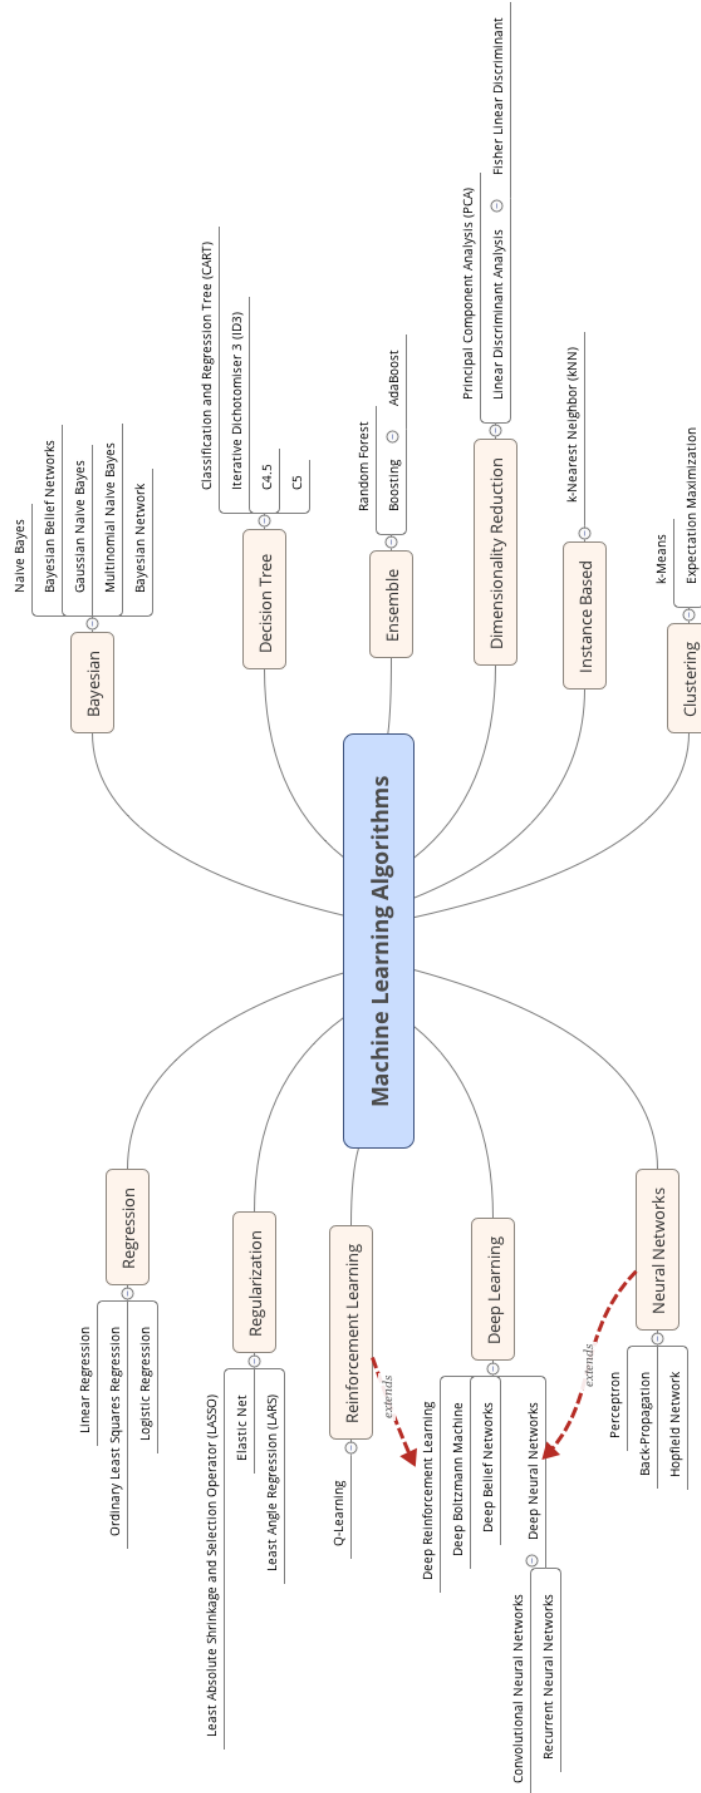 Machine Learning Algorithms
Regression
Linear Regression
Ordinary Least Squares Regression
Logistic Regression
Regularization
Least Absolute Shrinkage and Selection Operator (LASSO)
Elastic Net
Least Angle Regression (LARS)
Reinforcement Learning
Q-Learning
extends
Deep Learning
Deep Reinforcement Learning
Deep Boltzmann Machine
Deep Belief Networks
Deep Neural Networks
Convolutional Neural Networks
Recurrent Neural Networks
extends
Neural Networks
Perceptron
Back-Propagation
Hopfield Network
Bayesian
Naive Bayes
Bayesian Belief Networks
Gaussian Naive Bayes
Multinomial Naive Bayes
Bayesian Network
Decision Tree
Classification and Regression Tree (CART)
Iterative Dichotomiser 3 (ID3)
C4.5
C5
Ensemble
Random Forest
Boosting
AdaBoost
Dimensionality Reduction
Principal Component Analysis (PCA)
Linear Discriminant Analysis
Fisher Linear Discriminant
Instance Based
k-Nearest Neighbor (kNN)
Clustering
k-Means
Expectation Maximization